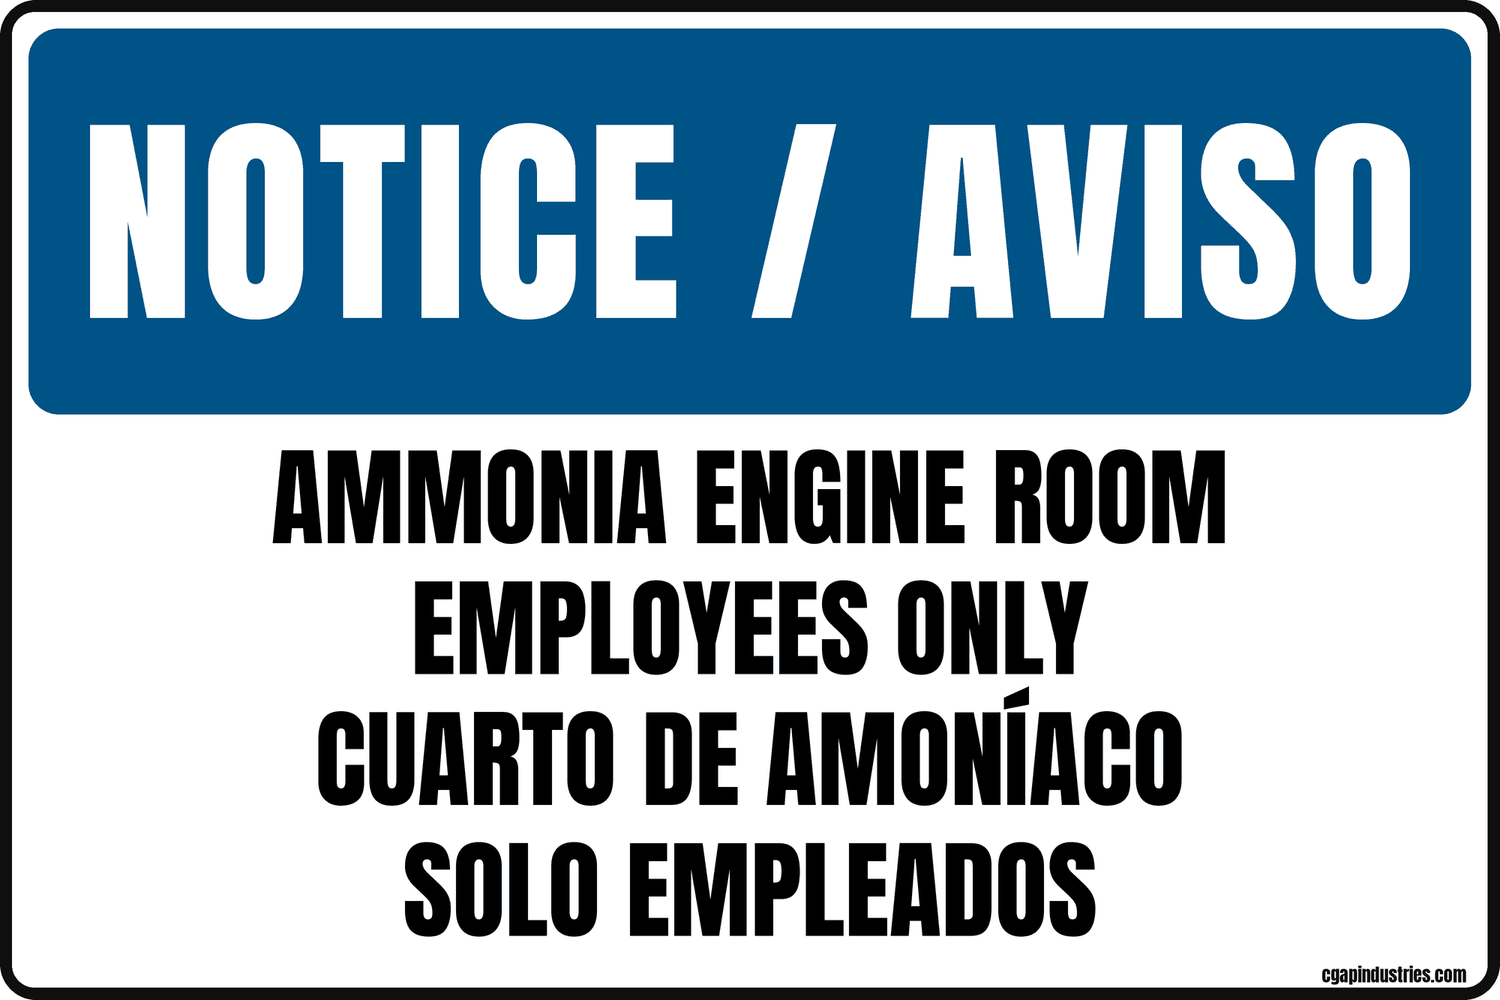 NOTICE / AVISO
AMMONIA ENGINE ROOM
EMPLOYEES ONLY
CUARTO DE AMONÍACO
SOLO EMPLEADOS
cgapindustries.com